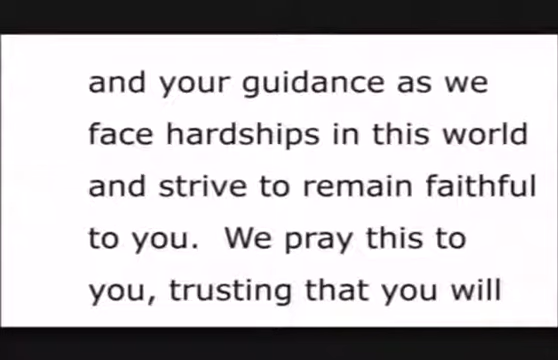 and your guidance as we
face hardships in this world
and strive to remain faithful
to you.  We pray this to
you, trusting that you will